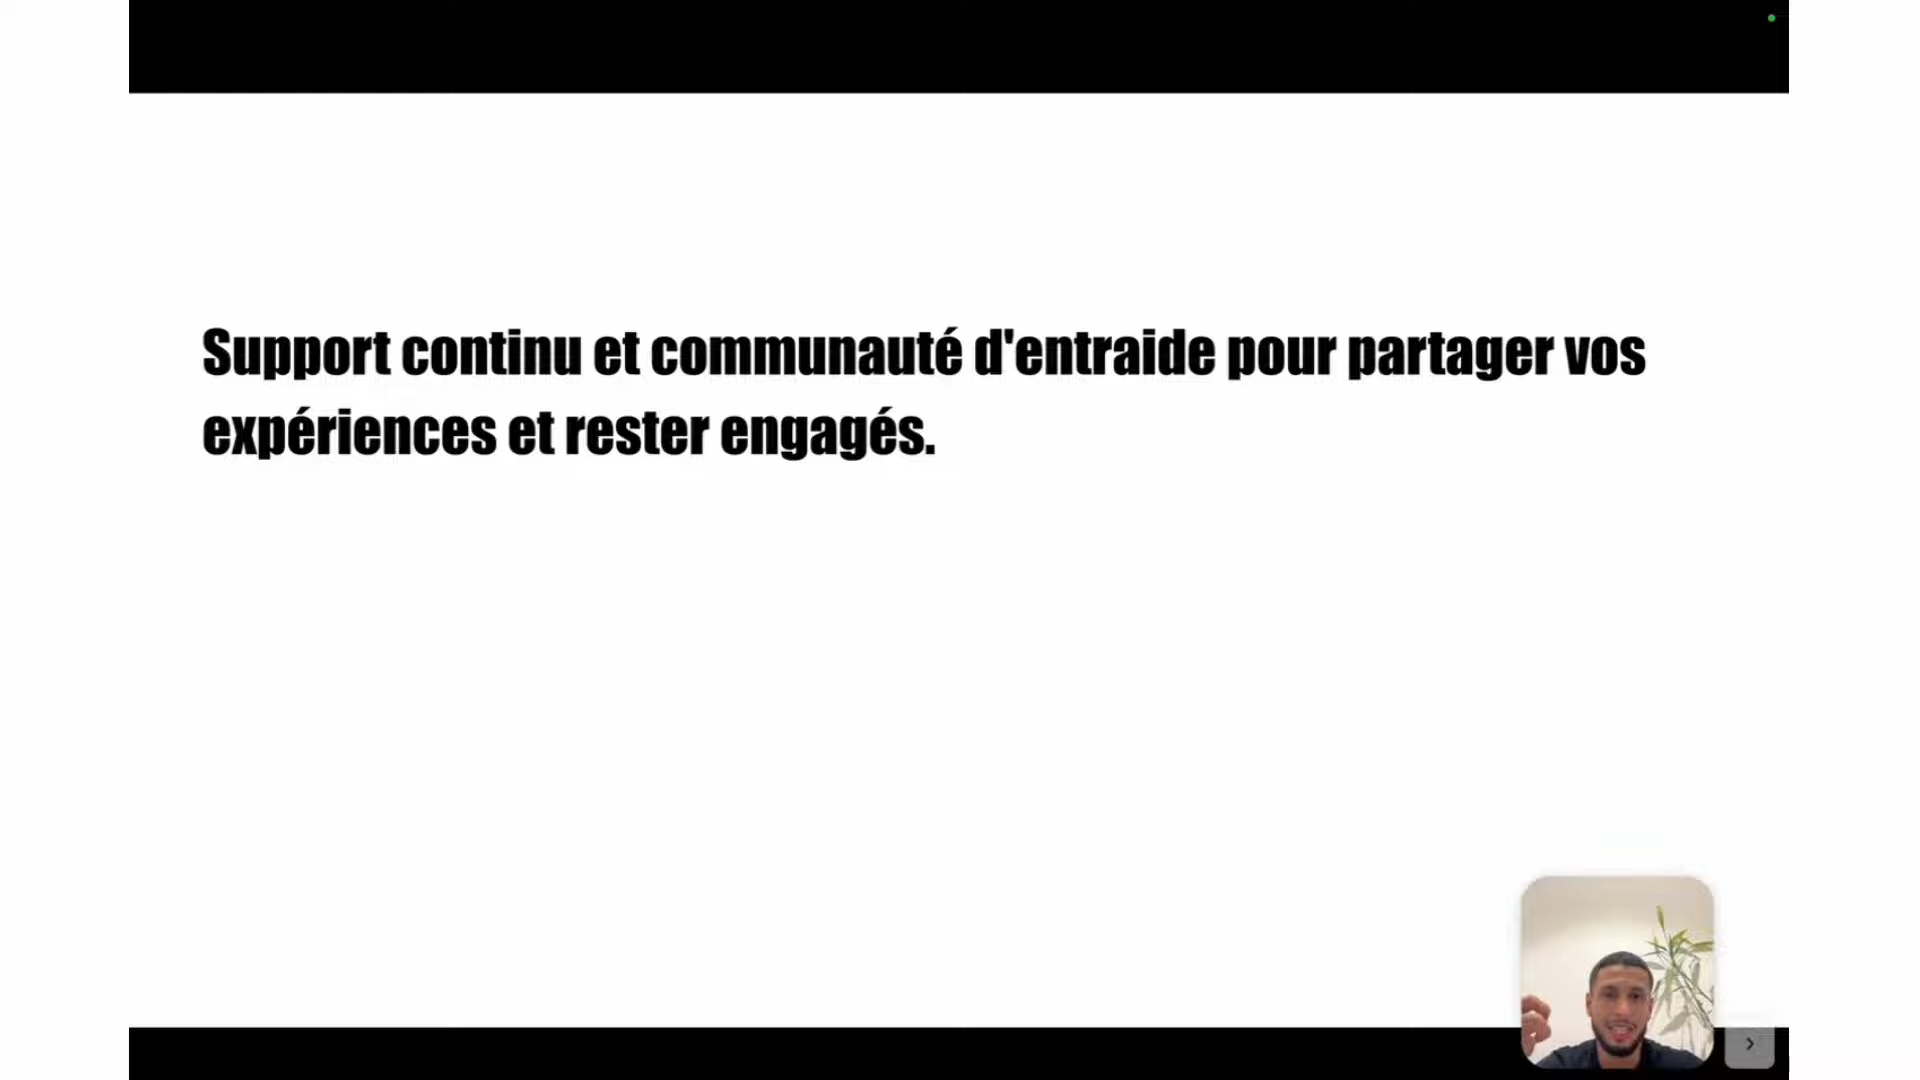 Support continu et communauté d'entraide pour partager vos
expériences et rester engagés.